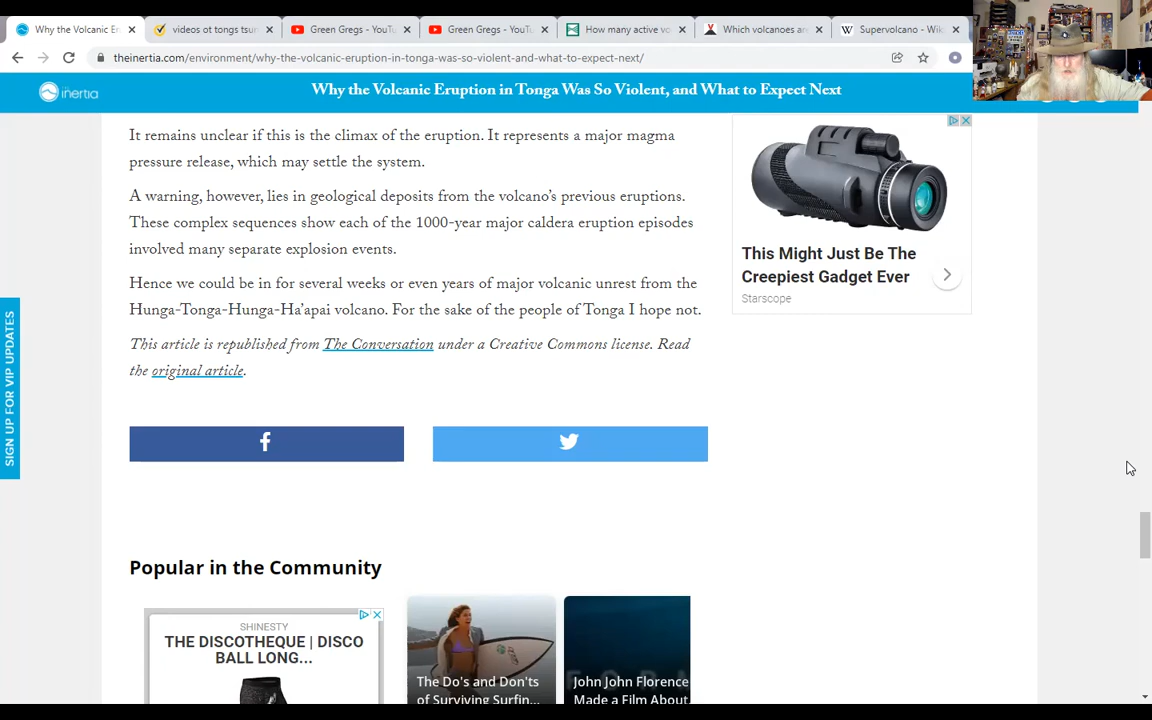 Why the Volcanic E
videos ot tongs tsu
Green Gregs - YouTu
Green Gregs - YouTu
How many active vo
Which volcanoes ar
Supervolcano - Wiki
theinertia.com/environment/why-the-volcanic-eruption-in-tonga-was-so-violent-and-what-to-expect-next/
inertia
Why the Volcanic Eruption in Tonga Was So Violent, and What to Expect Next
It remains unclear if this is the climax of the eruption. It represents a major magma
pressure release, which may settle the system.
A warning, however, lies in geological deposits from the volcano’s previous eruptions.
These complex sequences show each of the 1000-year major caldera eruption episodes
involved many separate explosion events.
Hence we could be in for several weeks or even years of major volcanic unrest from the
Hunga-Tonga-Hunga-Ha’apai volcano. For the sake of the people of Tonga I hope not.
This article is republished from The Conversation under a Creative Commons license. Read
the original article.
This Might Just Be The
Creepiest Gadget Ever
Starscope
SIGN UP FOR VIP UPDATES
Popular in the Community
SHINESTY
THE DISCOTHEQUE | DISCO
BALL LONG...
The Do's and Don'ts
of Surviving Surfin...
John John Florence
Made a Film About